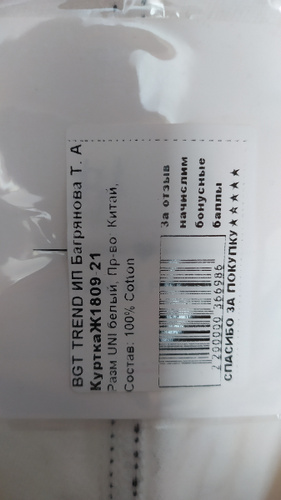 BGT TREND ИП Багрянова Т. А
КурткаЖ1809 21
Разм UNI белый, Пр-во : Китай,
Состав: 100% Cotton
За отзыв
начислим
бонусные
баллы
2 200000 366986
СПАСИБО ЗА ПОКУПКУ ★★★★★